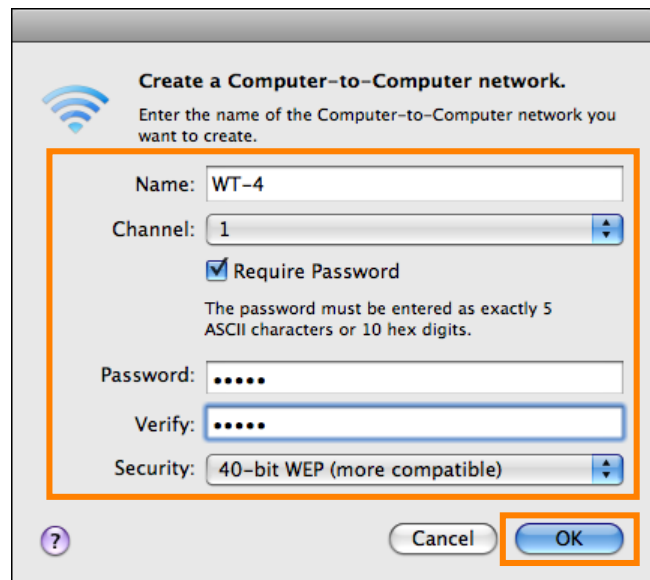 Create a Computer-to-Computer network.
Enter the name of the Computer-to-Computer network you
want to create.
Name: WT-4
Channel: 1
Require Password
The password must be entered as exactly 5
ASCII characters or 10 hex digits.
Password: •••••
Verify: •••••
Security: 40-bit WEP (more compatible)
? Cancel OK